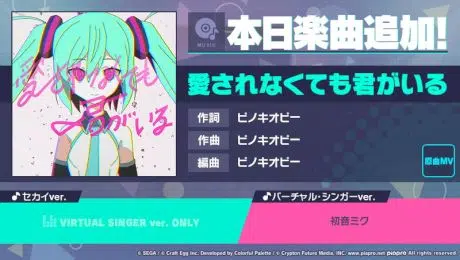 MUSIC
本日楽曲追加!
愛されなくても
君がいる
愛されなくても君がいる
作詞 ピノキオピー
作曲 ピノキオピー
編曲 ピノキオピー
原曲MV
セカイver.
バーチャル・シンガーver.
VIRTUAL SINGER ver. ONLY
初音ミク
© SEGA / © Craft Egg Inc. Developed by Colorful Palette / © Crypton Future Media, INC. www.piapro.net piapro All rights reserved.